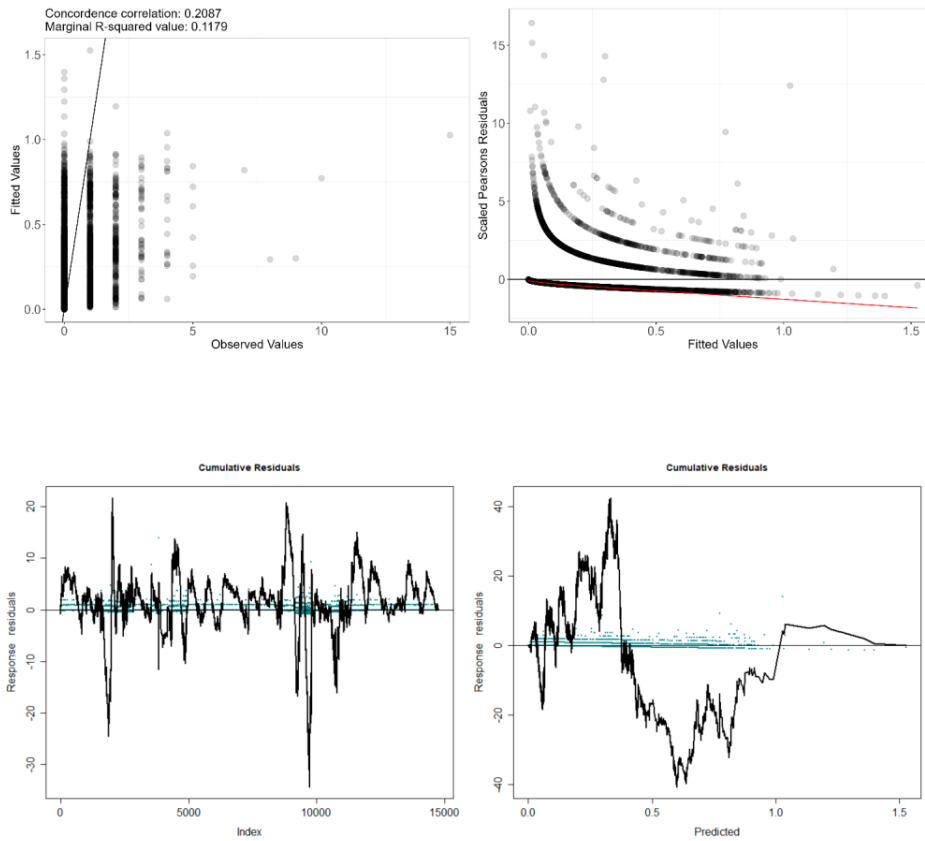 Concordence correlation: 0.2087
Marginal R-squared value: 0.1179
1.5
1.0
0.5
0.0
Fitted Values
0
5
10
15
Observed Values
15
10
5
0
Scaled Pearsons Residuals
0.0
0.5
1.0
1.5
Fitted Values
Cumulative Residuals
20
10
0
-10
-20
-30
Response residuals
0
5000
10000
15000
Index
Cumulative Residuals
40
20
0
-20
-40
Response residuals
0.0
0.5
1.0
1.5
Predicted